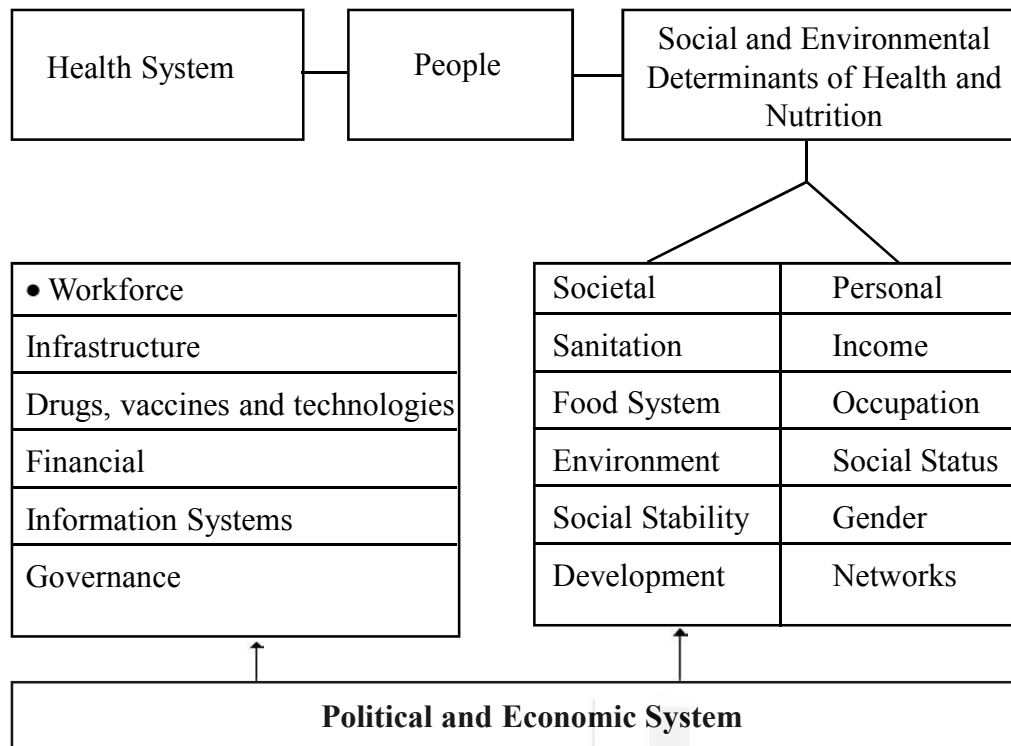 Health System
People
Social and Environmental
Determinants of Health and
Nutrition
• Workforce
Infrastructure
Drugs, vaccines and technologies
Financial
Information Systems
Governance
Societal Personal
Sanitation Income
Food System Occupation
Environment Social Status
Social Stability Gender
Development Networks
Political and Economic System